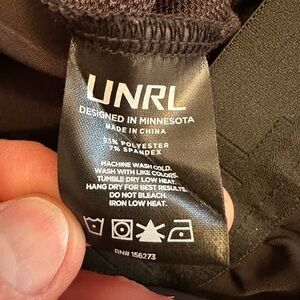 UNRL
DESIGNED IN MINNESOTA
MADE IN CHINA
93% POLYESTER
7% SPANDEX
MACHINE WASH COLD.
WASH WITH LIKE COLORS.
TUMBLE DRY LOW HEAT.
HANG DRY FOR BEST RESULTS.
DO NOT BLEACH.
IRON LOW HEAT.
RN# 156273